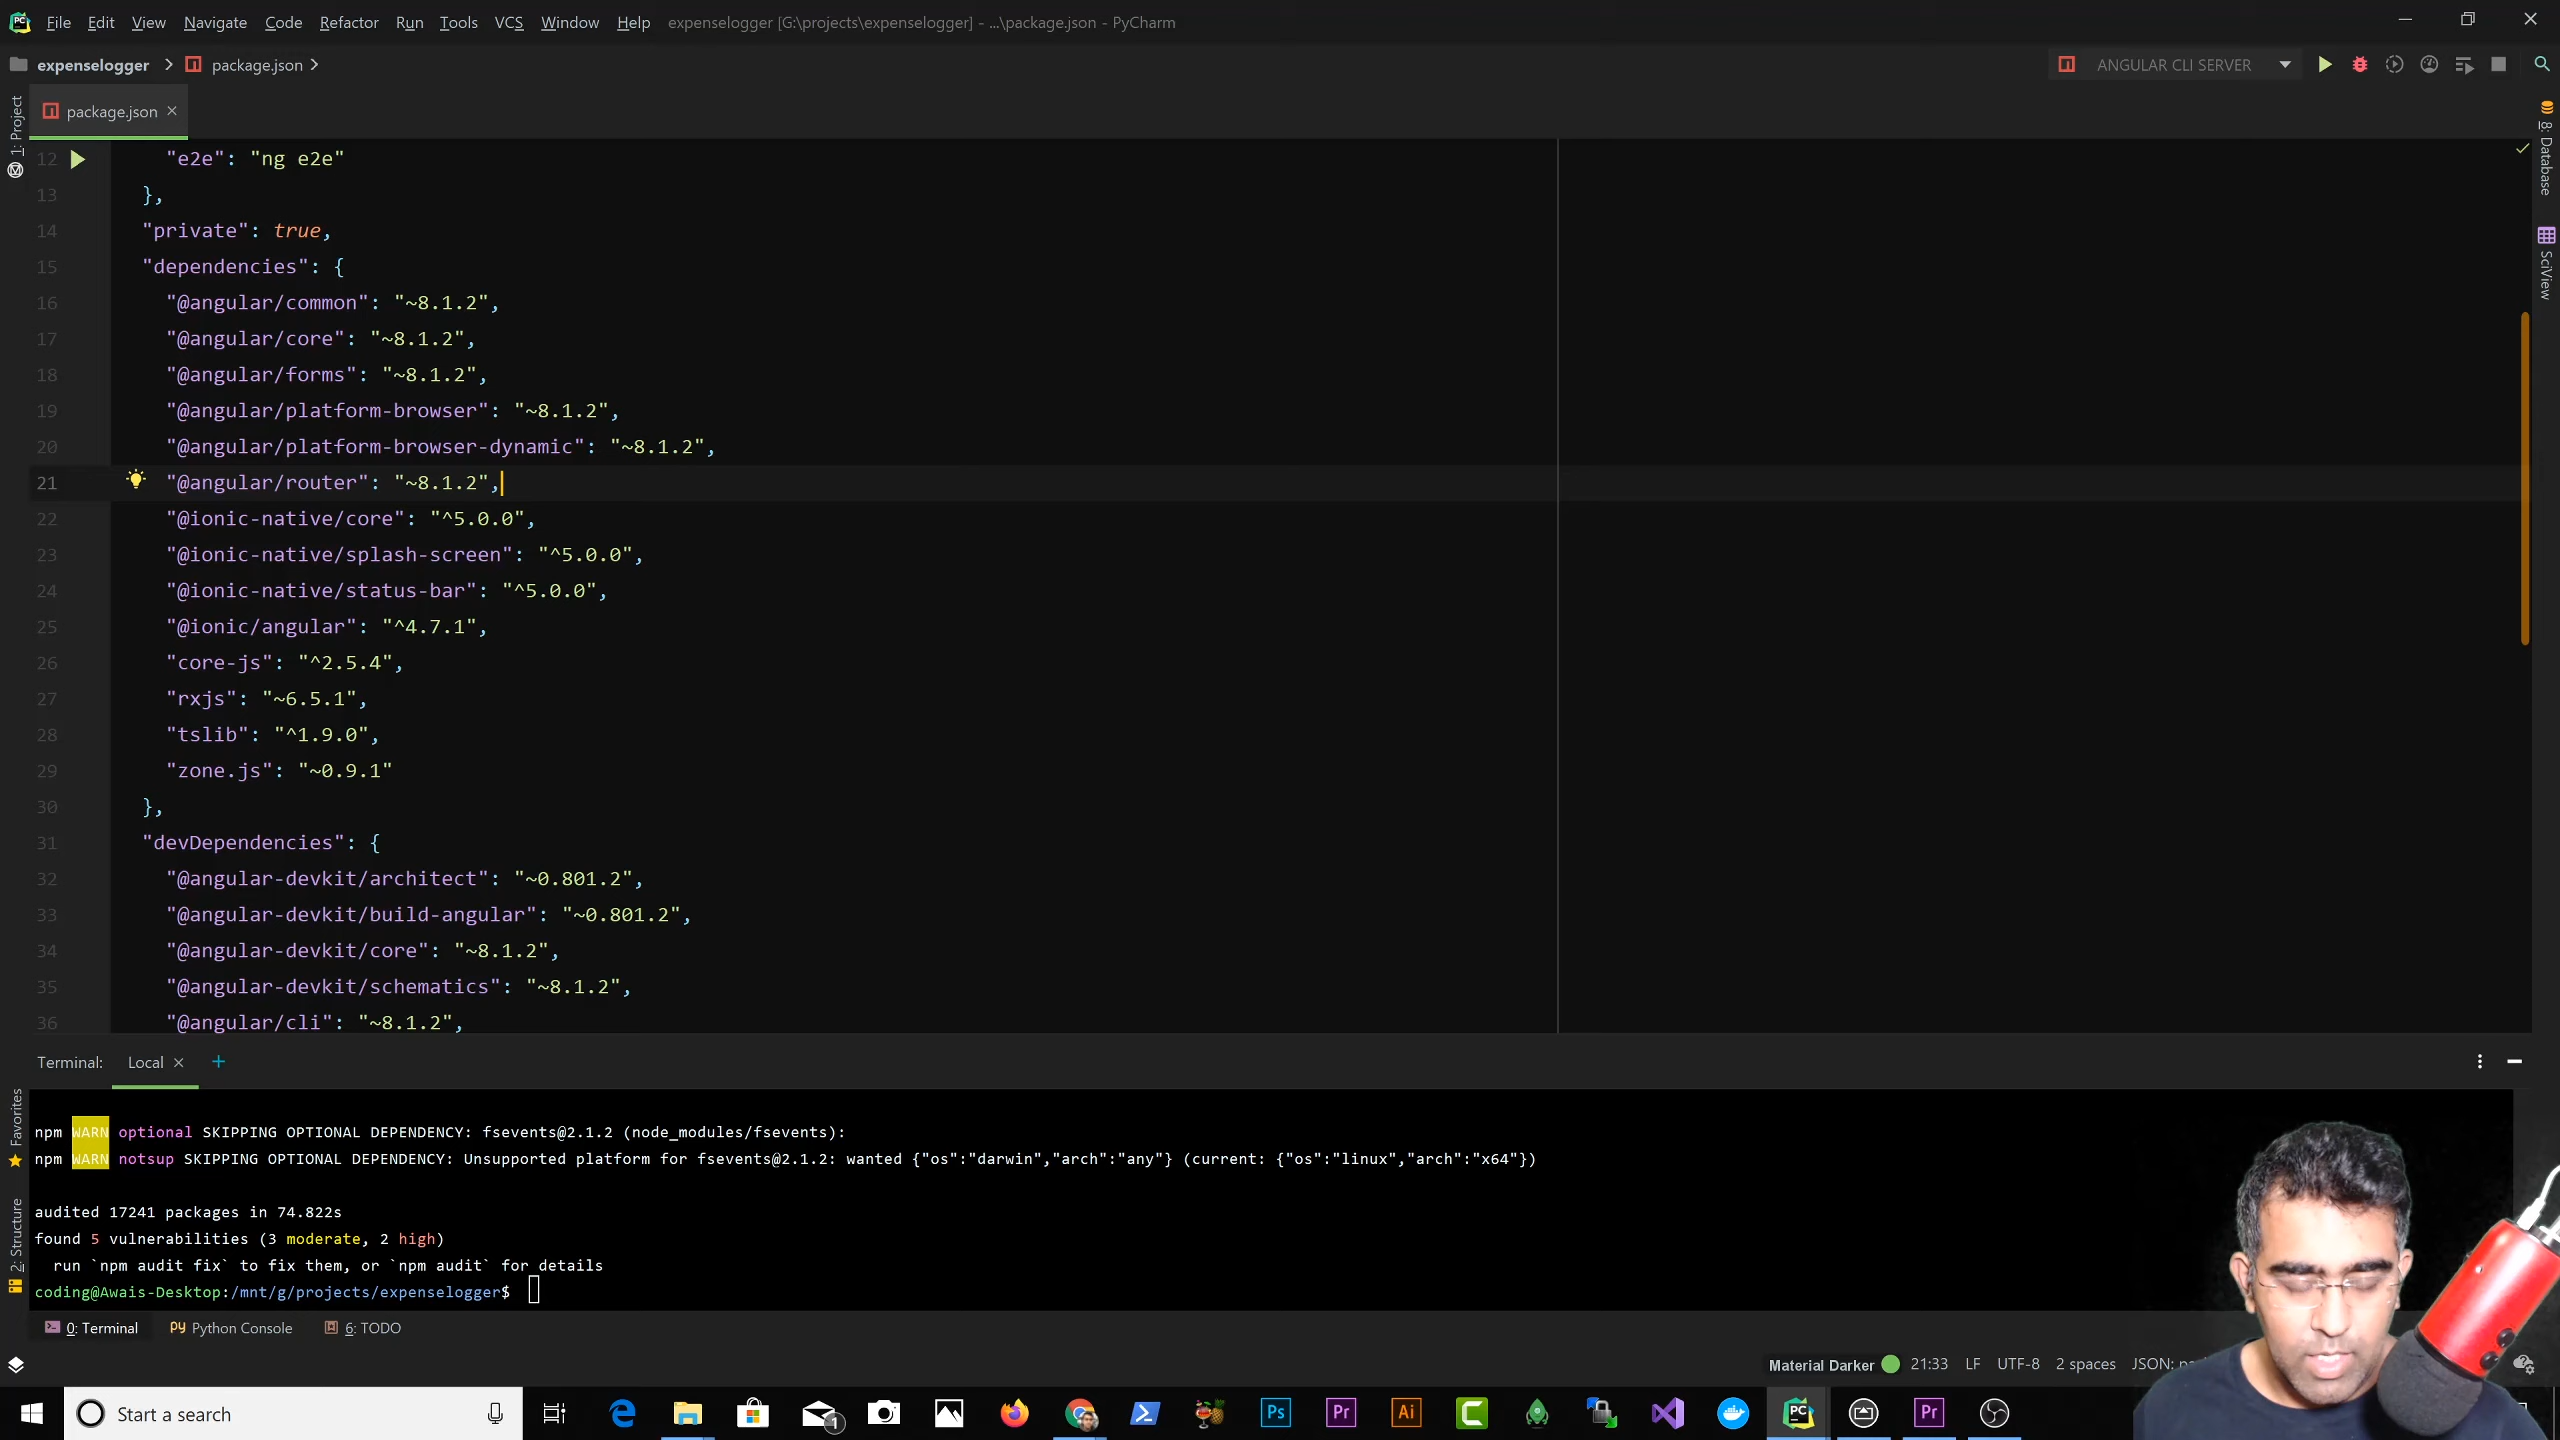 File Edit View Navigate Code Refactor Run Tools VCS Window Help expenselogger [G:\projects\expenselogger] - ...\package.json - PyCharm
expenselogger package.json ANGULAR CLI SERVER
package.json
1: Project
8: Database
SciView
12 "e2e": "ng e2e"
13 },
14 "private": true,
15 "dependencies": {
16 "@angular/common": "~8.1.2",
17 "@angular/core": "~8.1.2",
18 "@angular/forms": "~8.1.2",
19 "@angular/platform-browser": "~8.1.2",
20 "@angular/platform-browser-dynamic": "~8.1.2",
21 "@angular/router": "~8.1.2",
22 "@ionic-native/core": "^5.0.0",
23 "@ionic-native/splash-screen": "^5.0.0",
24 "@ionic-native/status-bar": "^5.0.0",
25 "@ionic/angular": "^4.7.1",
26 "core-js": "^2.5.4",
27 "rxjs": "~6.5.1",
28 "tslib": "^1.9.0",
29 "zone.js": "~0.9.1"
30 },
31 "devDependencies": {
32 "@angular-devkit/architect": "~0.801.2",
33 "@angular-devkit/build-angular": "~0.801.2",
34 "@angular-devkit/core": "~8.1.2",
35 "@angular-devkit/schematics": "~8.1.2",
36 "@angular/cli": "~8.1.2",
Terminal: Local
Favorites
2: Structure
npm WARN optional SKIPPING OPTIONAL DEPENDENCY: fsevents@2.1.2 (node_modules/fsevents):
npm WARN notsup SKIPPING OPTIONAL DEPENDENCY: Unsupported platform for fsevents@2.1.2: wanted {"os":"darwin","arch":"any"} (current: {"os":"linux","arch":"x64"})
audited 17241 packages in 74.822s
found 5 vulnerabilities (3 moderate, 2 high)
run `npm audit fix` to fix them, or `npm audit` for details
coding@Awais-Desktop:/mnt/g/projects/expenselogger$
0: Terminal Python Console 6: TODO
Material Darker 21:33 LF UTF-8 2 spaces JSON:
Start a search
1 Ps Pr Ai C PC Pr